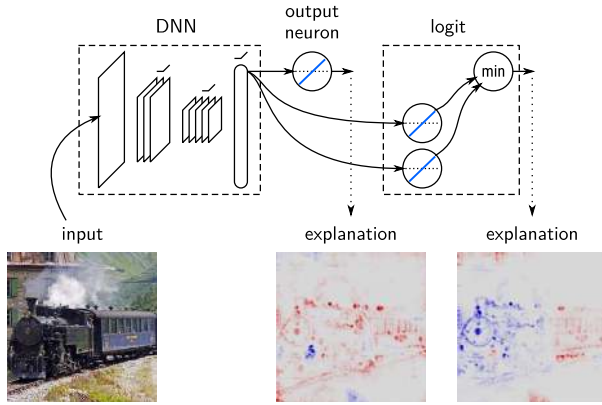 DNN
output
neuron
logit
min
input
explanation
explanation